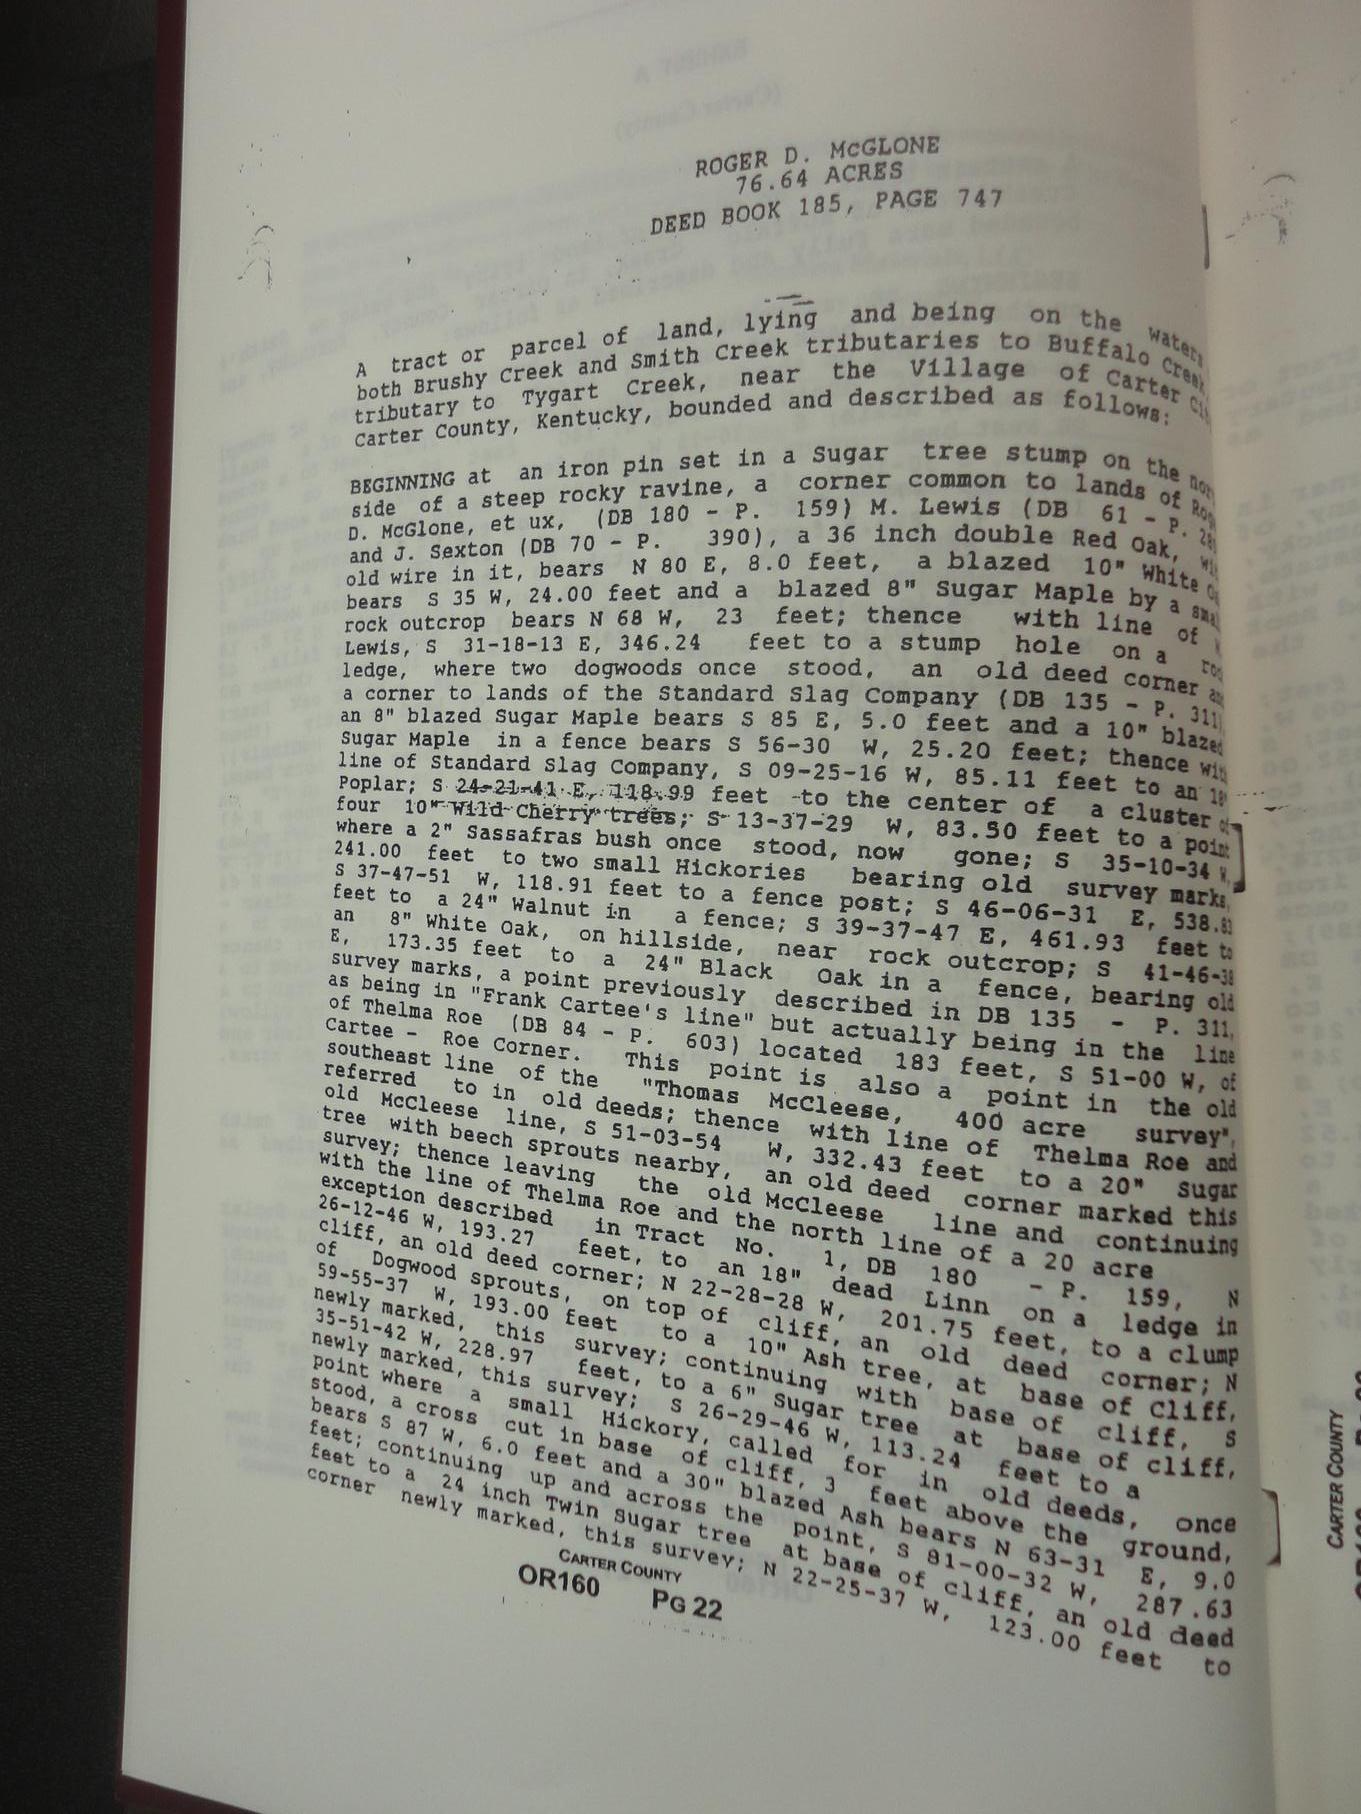 ROGER D. McGLONE
76.64 ACRES
DEED BOOK 185, PAGE 747
A tract or parcel of land, lying and being on the waters
both Brushy Creek and Smith Creek tributaries to Buffalo Creek
tributary to Tygart Creek, near the Village of Carter
Carter County, Kentucky, bounded and described as follows:
BEGINNING at an iron pin set in a Sugar tree stump on the
side of a steep rocky ravine, a corner common to lands of
D. McGlone, et ux, (DB 180 - P. 159) M. Lewis (DB 61 - P.
and J. Sexton (DB 70 - P. 390), a 36 inch double Red Oak,
old wire in it, bears N 80 E, 8.0 feet, a blazed 10" White
bears S 35 W, 24.00 feet and a blazed 8" Sugar Maple by a
rock outcrop bears N 68 W, 23 feet; thence with line of
Lewis, S 31-18-13 E, 346.24 feet to a stump hole on a
ledge, where two dogwoods once stood, an old deed corner
a corner to lands of the Standard Slag Company (DB 135 - P. 311)
an 8" blazed Sugar Maple bears S 85 E, 5.0 feet and a 10" blazed
Sugar Maple in a fence bears S 56-30 W, 25.20 feet; thence
line of Standard Slag Company, S 09-25-16 W, 85.11 feet to an
Poplar; S 24-21-41 E, 118.99 feet to the center of a cluster
four 10" Wild Cherry trees; S 13-37-29 W, 83.50 feet to a point
where a 2" Sassafras bush once stood, now gone; S 35-10-34
241.00 feet to two small Hickories bearing old survey marks,
S 37-47-51 W, 118.91 feet to a fence post; S 46-06-31 E,
feet to a 24" Walnut in a fence; S 39-37-47 E, 461.93 feet to
an 8" White Oak, on hillside, near rock outcrop; S
E, 173.35 feet to a 24" Black Oak in a fence, bearing old
survey marks, a point previously described in DB 135 - P. 311,
as being in "Frank Cartee's line" but actually being in the line
of Thelma Roe (DB 84 - P. 603) located 183 feet, S 51-00 W, of
Cartee - Roe Corner. This point is also a point in the old
southeast line of the "Thomas McCleese, 400 acre survey",
referred to in old deeds; thence with line of Thelma Roe and
old McCleese line, S 51-03-54 W, 332.43 feet to a 20" Sugar
tree with beech sprouts nearby, an old deed corner marked this
survey; thence leaving the old McCleese line and continuing
with the line of Thelma Roe and the north line of a 20 acre
exception described in Tract No. 1, DB 180 - P. 159, N
26-12-46 W, 193.27 feet, to an 18" dead Linn on a ledge in
cliff, an old deed corner; N 22-28-28 W, 201.75 feet, to a clump
of Dogwood sprouts, on top of cliff, an old deed corner; N
59-55-37 W, 193.00 feet to a 10" Ash tree, at base of Cliff,
newly marked, this survey; continuing with base of cliff, S
35-51-42 W, 228.97 feet, to a 6" Sugar tree at base of cliff,
newly marked, this survey; S 26-29-46 W, 113.24 feet to a
point where a small Hickory, called for in old deeds, once
stood, a cross cut in base of cliff, 3 feet above the ground,
bears S 87 W, 6.0 feet and a 30" blazed Ash bears N 63-31 E, 9.0
feet; continuing up and across the point, S 81-00-32 W, 287.63
feet to a 24 inch Twin Sugar tree at base of cliff, an old deed
corner newly marked, this survey; N 22-25-37 W, 123.00 feet to
CARTER COUNTY
OR160 PG 22
CARTER COUNTY